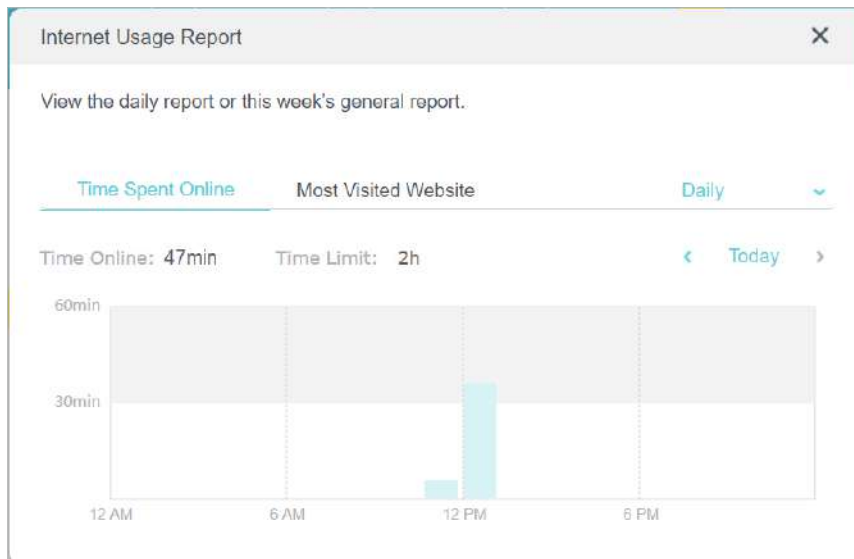 Internet Usage Report
View the daily report or this week's general report.
Time Spent Online Most Visited Website Daily
Time Online: 47min Time Limit: 2h Today
60min
30min
12 AM 6 AM 12 PM 6 PM